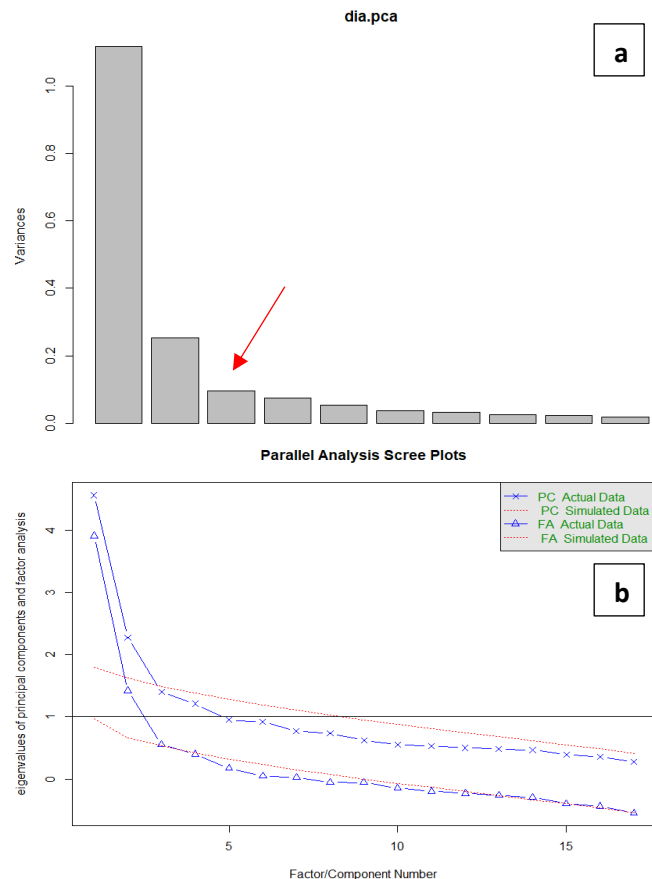 dia.pca
a
Variances
0.0
0.2
0.4
0.6
0.8
1.0
Parallel Analysis Scree Plots
PC Actual Data
PC Simulated Data
FA Actual Data
FA Simulated Data
b
eigenvalues of principal components and factor analysis
0
1
2
3
4
5
10
15
Factor/Component Number